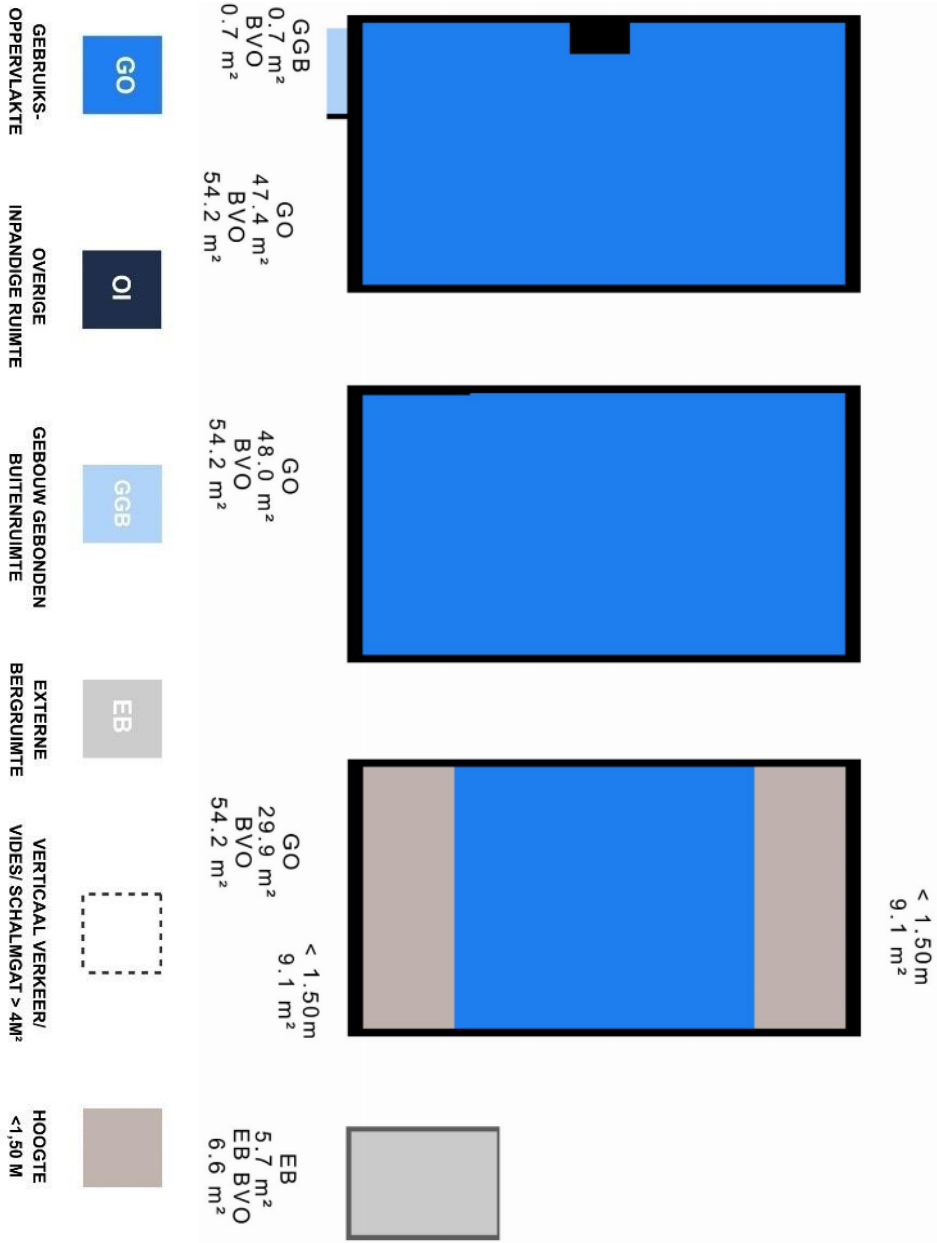 GGB
0.7 m²
BVO
0.7 m²
GO
47.4 m²
BVO
54.2 m²
GO
48.0 m²
BVO
54.2 m²
< 1.50m
9.1 m²
GO
29.9 m²
BVO
54.2 m²
< 1.50m
9.1 m²
EB
5.7 m²
EB BVO
6.6 m²
GO
GEBRUIKS-
OPPERVLAKTE
OI
OVERIGE
INPANDIGE RUIMTE
GGB
GEBOUW GEBONDEN
BUITENRUIMTE
EB
EXTERNE
BERGRUIMTE
VERTICAAL VERKEER/
VIDES/ SCHALMGAT > 4M²
HOOGTE
<1,50 M